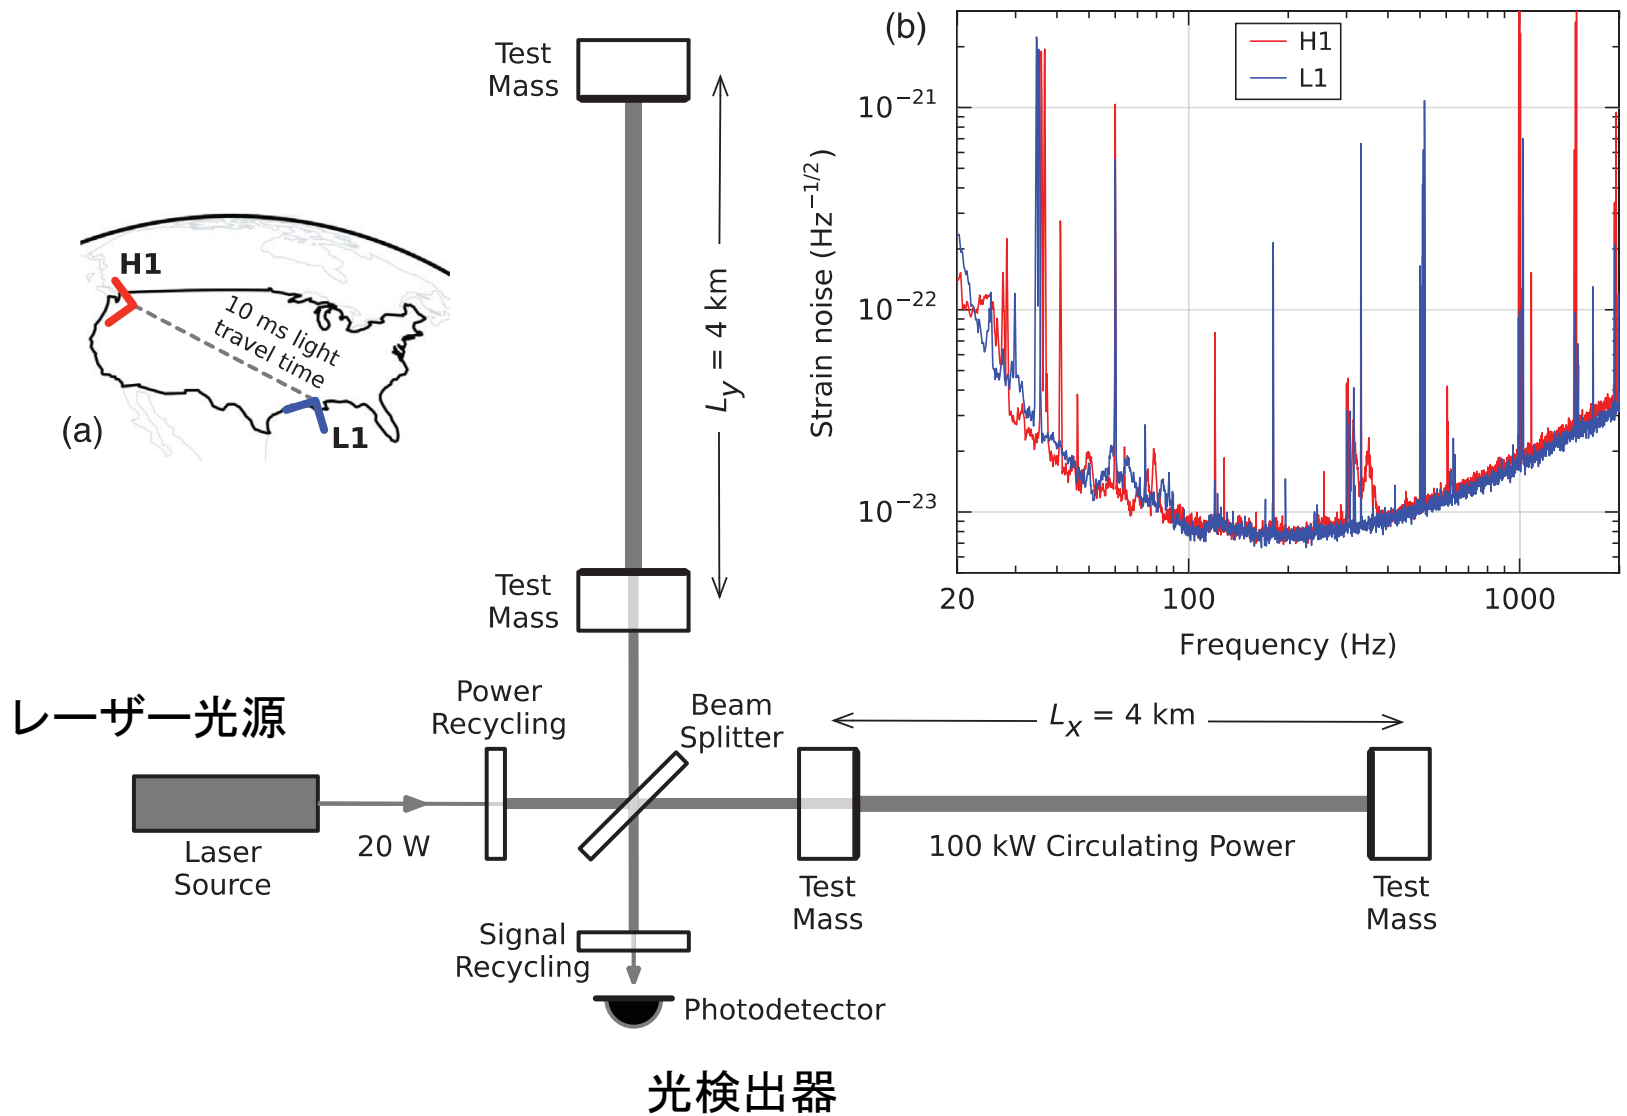 Test
Mass
(b)
H1
L1
10⁻²¹
10⁻²²
10⁻²³
Strain noise (Hz⁻¹/²)
20
100
1000
Frequency (Hz)
H1
10 ms light
travel time
L1
(a)
Ly = 4 km
Test
Mass
レーザー光源
Power
Recycling
Beam
Splitter
Lx = 4 km
Laser
Source
20 W
100 kW Circulating Power
Test
Mass
Test
Mass
Signal
Recycling
Photodetector
光検出器